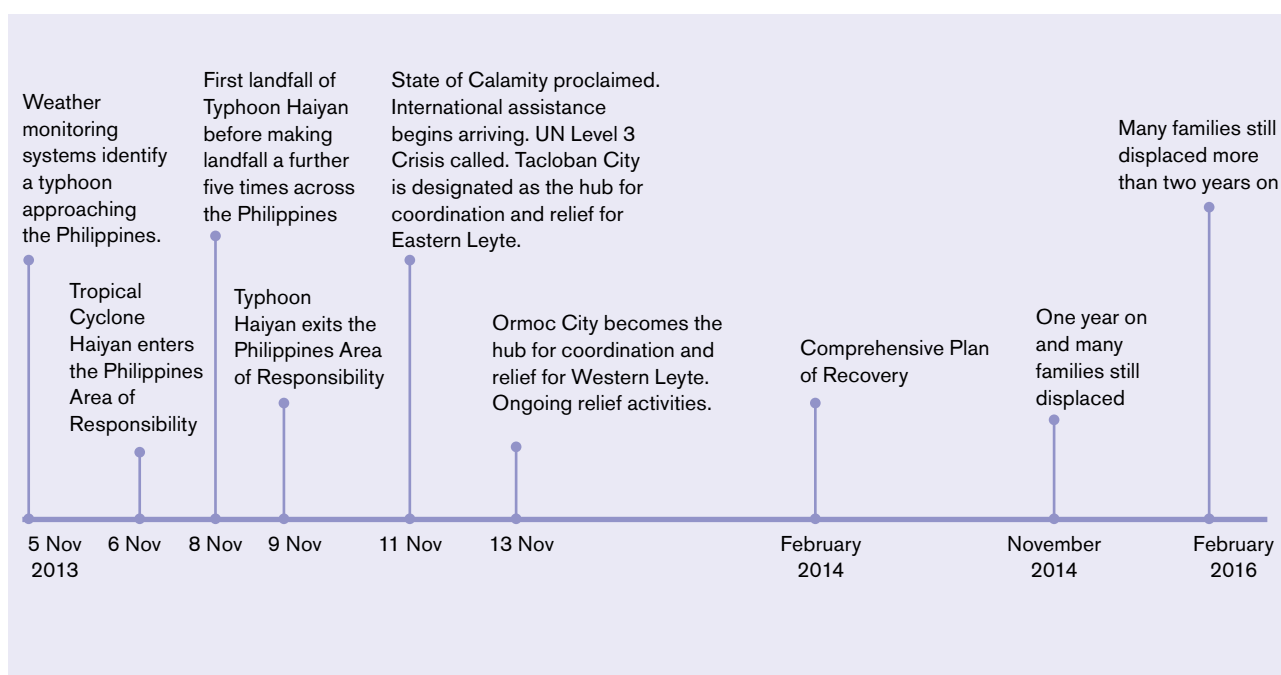 Weather
monitoring
systems identify
a typhoon
approaching
the Philippines.
Tropical
Cyclone
Haiyan enters
the Philippines
Area of
Responsibility
First landfall of
Typhoon Haiyan
before making
landfall a further
five times across
the Philippines
Typhoon
Haiyan exits the
Philippines Area
of Responsibility
State of Calamity proclaimed.
International assistance
begins arriving. UN Level 3
Crisis called. Tacloban City
is designated as the hub for
coordination and relief for
Eastern Leyte.
Ormoc City becomes the
hub for coordination and
relief for Western Leyte.
Ongoing relief activities.
Comprehensive Plan
of Recovery
One year on
and many
families still
displaced
Many families still
displaced more
than two years on
5 Nov
2013
6 Nov
8 Nov
9 Nov
11 Nov
13 Nov
February
2014
November
2014
February
2016